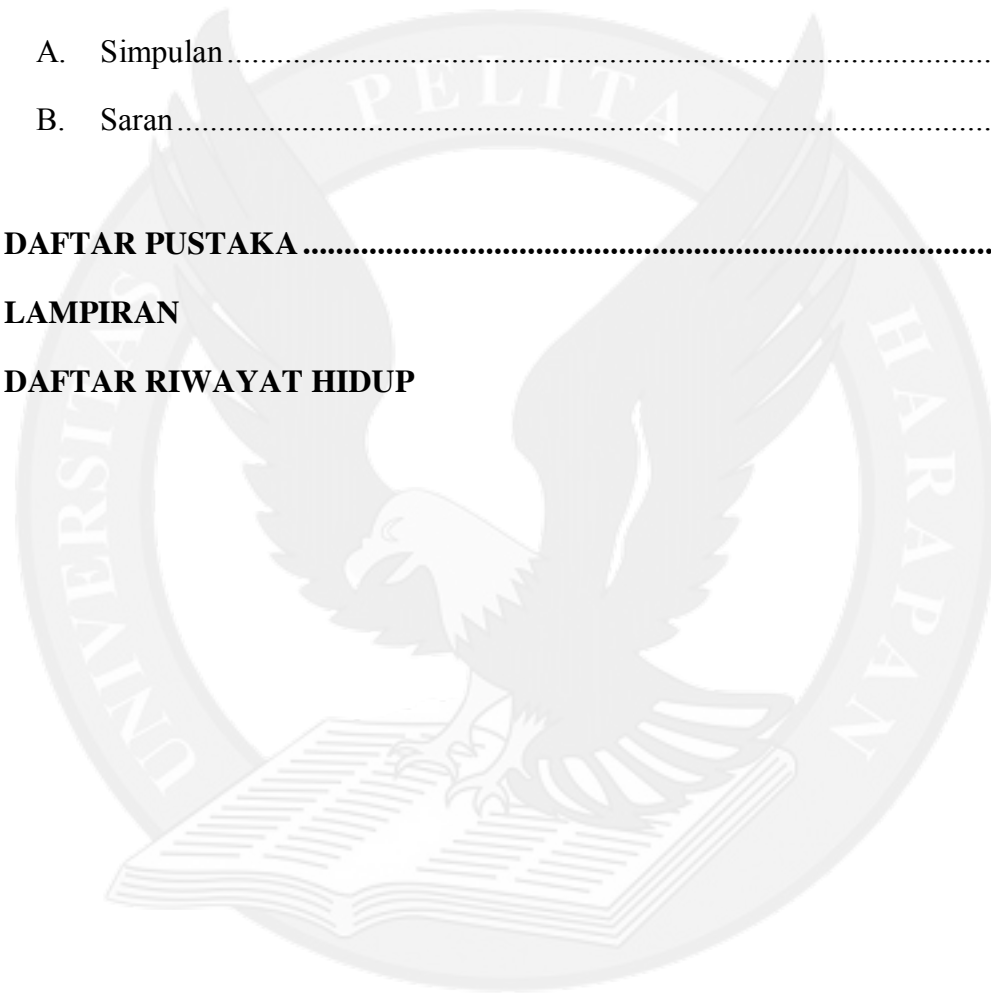 A. Simpulan........................................................................................
B. Saran..............................................................................................
DAFTAR PUSTAKA....................................................................................
LAMPIRAN
DAFTAR RIWAYAT HIDUP
UNIVERSITAS PELITA HARAPAN